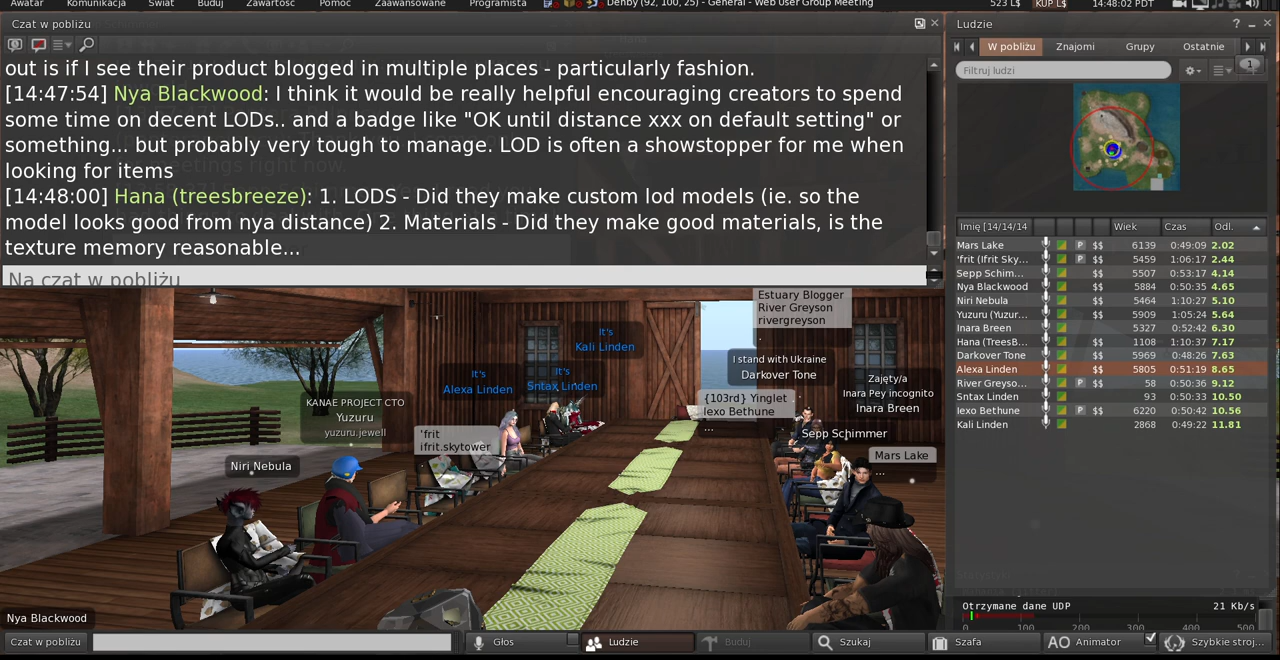 Awatar Komunikacja Świat Buduj Zawartość Pomoc Zaawansowane Programista Denby (92, 100, 25) - General - Web User Group Meeting 523 L$ KUP L$ 14:48:02 PDT
Czat w pobliżu
out is if I see their product blogged in multiple places - particularly fashion.
[14:47:54] Nya Blackwood: I think it would be really helpful encouraging creators to spend
some time on decent LODs.. and a badge like "OK until distance xxx on default setting" or
something... but probably very tough to manage. LOD is often a showstopper for me when
looking for items
[14:48:00] Hana (treesbreeze): 1. LODS - Did they make custom lod models (ie. so the
model looks good from nya distance) 2. Materials - Did they make good materials, is the
texture memory reasonable...
Na czat w pobliżu
Ludzie
? _ ×
W pobliżu Znajomi Grupy Ostatnie
Filtruj ludzi
1
Imię [14/14/14 Wiek Czas Odl.
Mars Lake P $$ 6139 0:49:09 2.02
'frit (Ifrit Sky... P $$ 5459 1:06:17 2.44
Sepp Schim... $$ 5507 0:53:17 4.14
Nya Blackwood $$ 5884 0:50:35 4.65
Niri Nebula $$ 5464 1:10:27 5.10
Yuzuru (Yuzur... $$ 5909 1:05:24 5.64
Inara Breen 5327 0:52:42 6.30
Hana (TreesB... $$ 1108 1:10:37 7.17
Darkover Tone $$ 5969 0:48:26 7.63
Alexa Linden $$ 5805 0:51:19 8.65
River Greyso... P $$ 58 0:50:36 9.12
Sntax Linden 93 0:50:33 10.50
Iexo Bethune P $$ 6220 0:50:42 10.56
Kali Linden 2868 0:49:22 11.81
Estuary Blogger
River Greyson
rivergreyson
.
It's
Kali Linden
It's
Alexa Linden
It's
Sntax Linden
I stand with Ukraine
Darkover Tone
Zajęty/a
Inara Pey incognito
Inara Breen
{103rd} Yinglet
Iexo Bethune
...
KANAE PROJECT CTO
Yuzuru
yuzuru.jewell
'frit
ifrit.skytower
Sepp Schimmer
Mars Lake
...
Niri Nebula
Nya Blackwood
Otrzymane dane UDP 21 Kb/s
0 100 200 300 400 500
Czat w pobliżu Głos Ludzie Buduj Szukaj Szafa AO Animator Szybkie stroj...